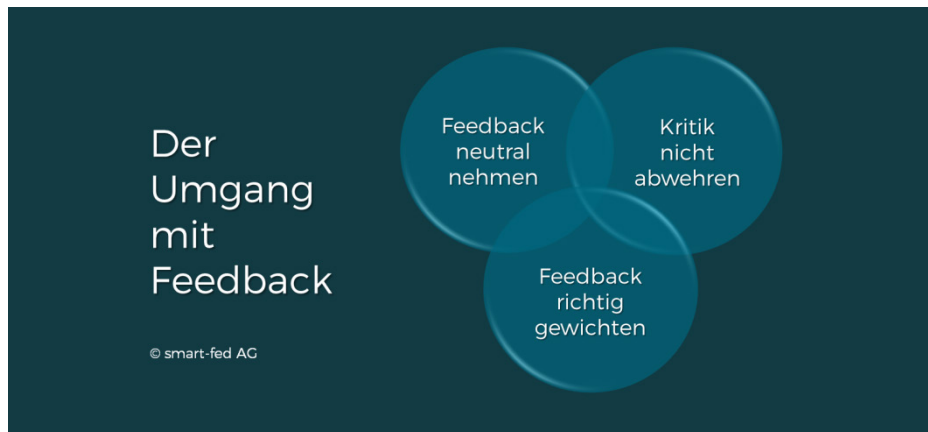 Der
Umgang
mit
Feedback
© smart-fed AG
Feedback
neutral
nehmen
Kritik
nicht
abwehren
Feedback
richtig
gewichten